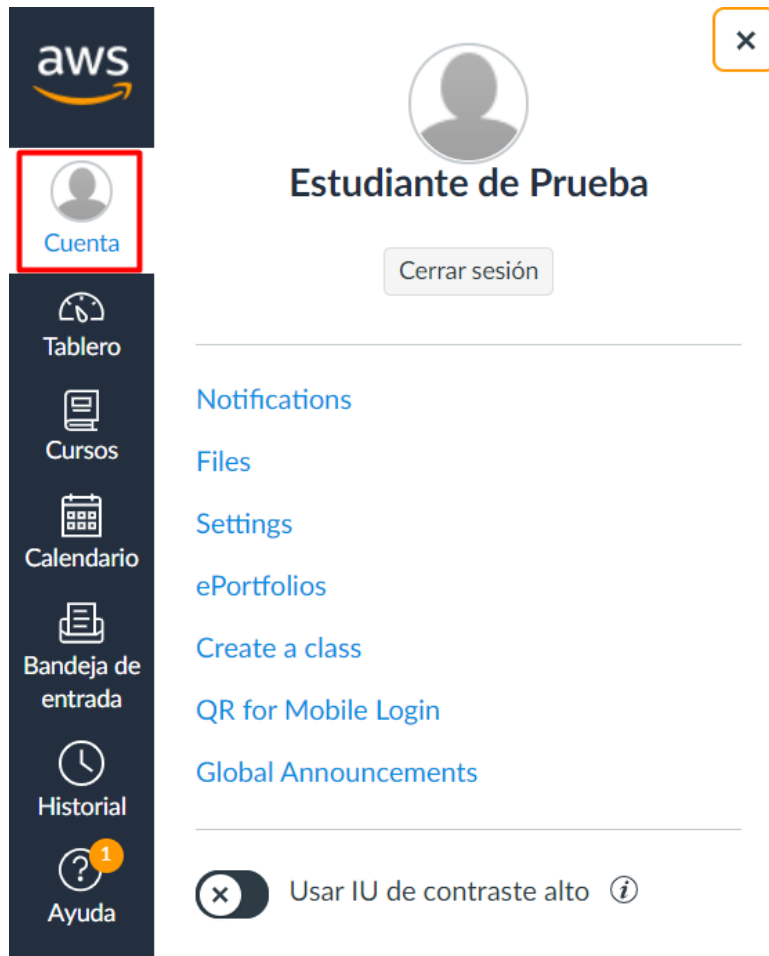 aws
Cuenta
Tablero
Cursos
Calendario
Bandeja de
entrada
Historial
1
Ayuda
Estudiante de Prueba
Cerrar sesión
Notifications
Files
Settings
ePortfolios
Create a class
QR for Mobile Login
Global Announcements
Usar IU de contraste alto